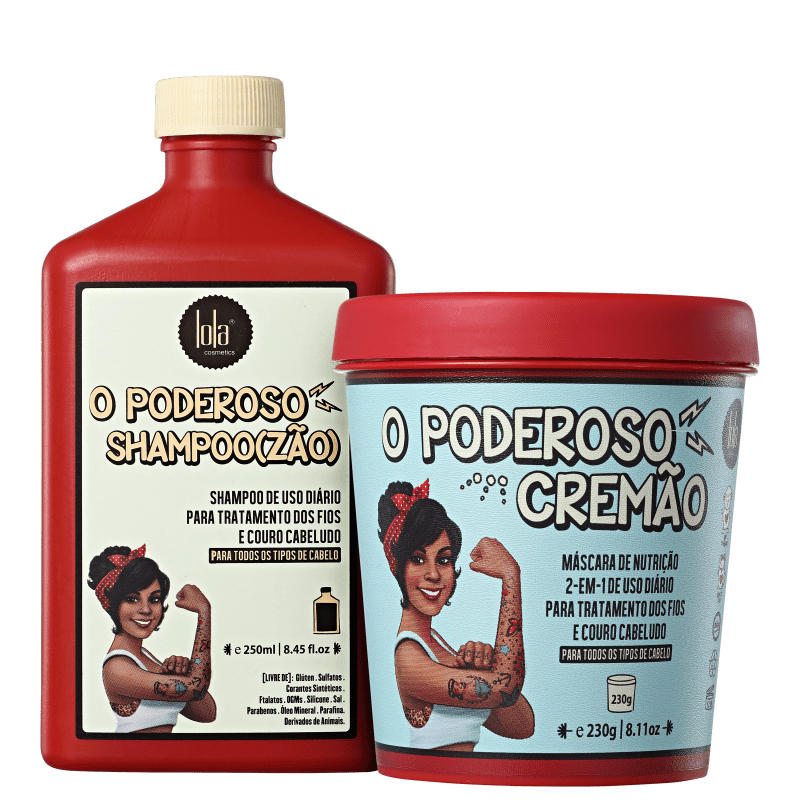 lola®
cosmetics
O PODEROSO
SHAMPOO(ZÃO)
SHAMPOO DE USO DIÁRIO
PARA TRATAMENTO DOS FIOS
E COURO CABELUDO
PARA TODOS OS TIPOS DE CABELO
* e 250ml | 8.45 fl.oz *
[LIVRE DE]: Glúten . Sulfatos .
Corantes Sintéticos .
Ftalatos . OGMs . Silicone . Sal .
Parabenos . Óleo Mineral . Parafina.
Derivados de Animais.
O PODEROSO
CREMÃO
MÁSCARA DE NUTRIÇÃO
2-EM-1 DE USO DIÁRIO
PARA TRATAMENTO DOS FIOS
E COURO CABELUDO
PARA TODOS OS TIPOS DE CABELO
230g
* e 230g | 8.11oz *